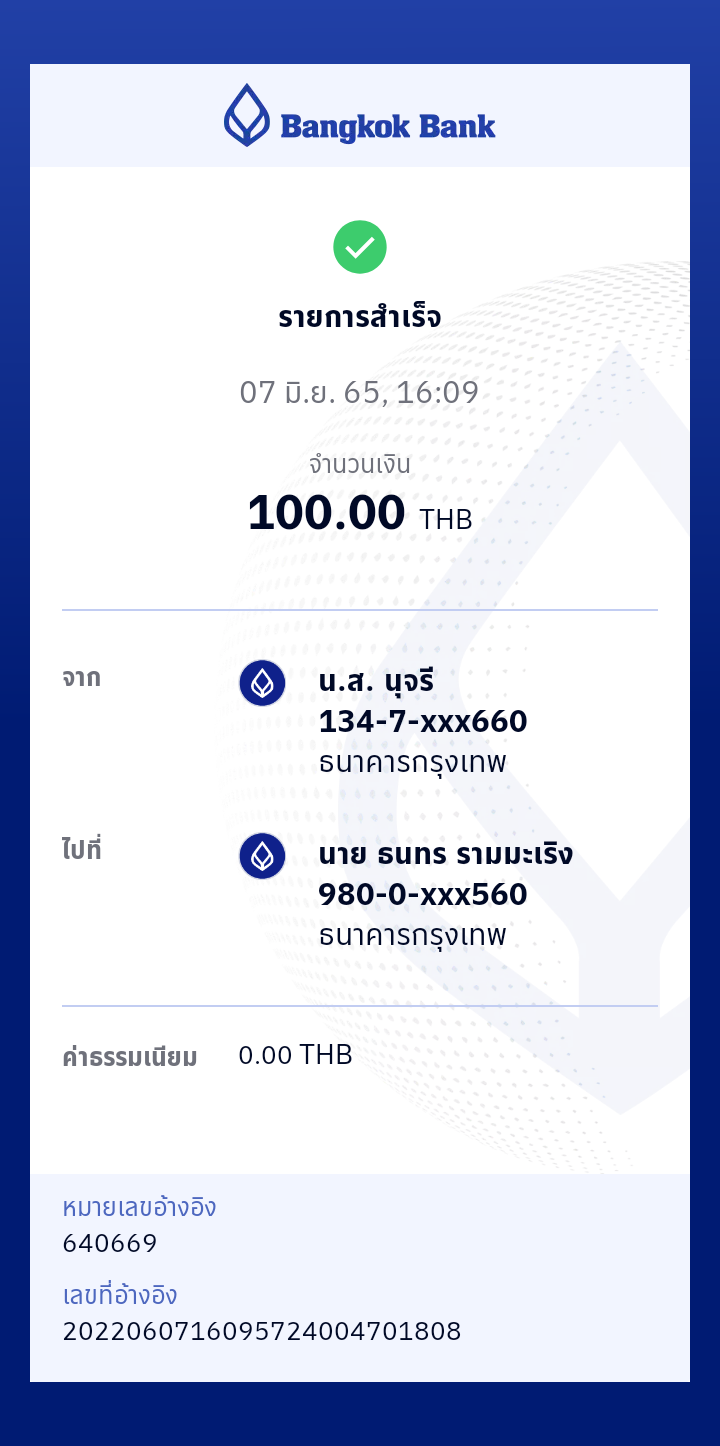 Bangkok Bank
รายการสำเร็จ
07 มิ.ย. 65, 16:09
จำนวนเงิน
100.00 THB
จาก
น.ส. นุจรี
134-7-xxx660
ธนาคารกรุงเทพ
ไปที่
นาย ธนทร รามมะเริง
980-0-xxx560
ธนาคารกรุงเทพ
ค่าธรรมเนียม 0.00 THB
หมายเลขอ้างอิง
640669
เลขที่อ้างอิง
2022060716095724004701808